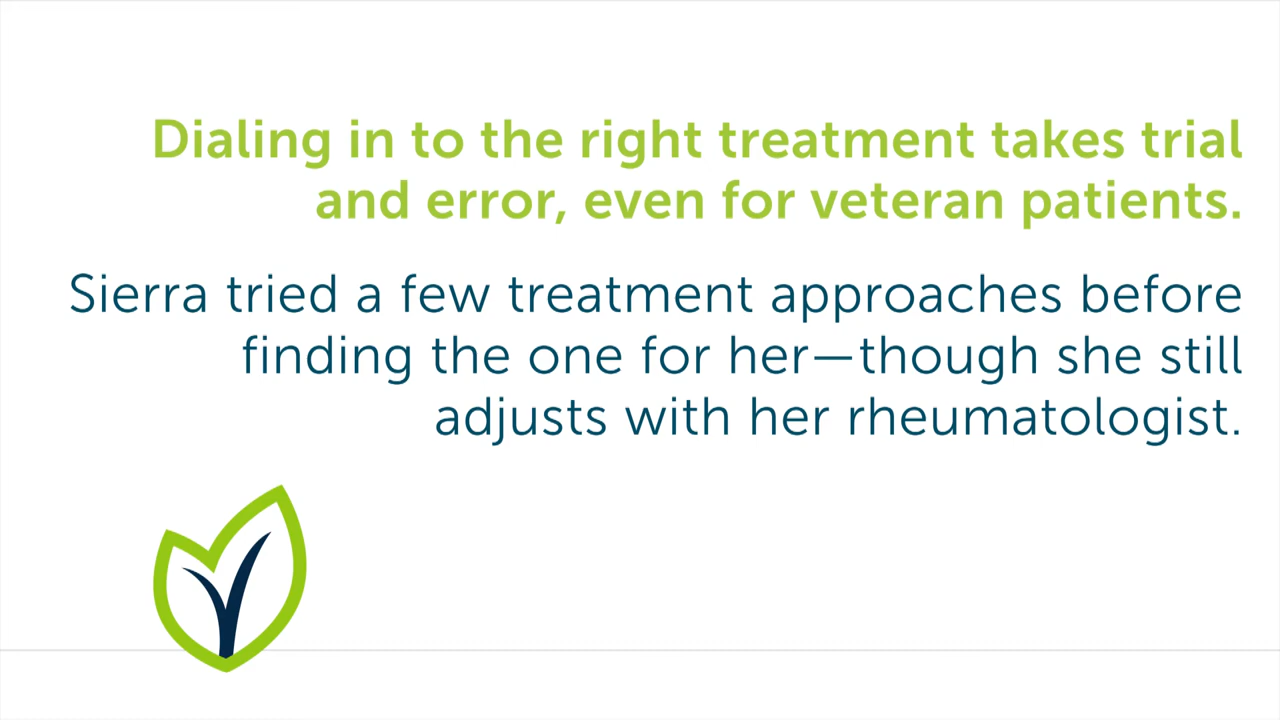 Dialing in to the right treatment takes trial
and error, even for veteran patients.
Sierra tried a few treatment approaches before
finding the one for her—though she still
adjusts with her rheumatologist.